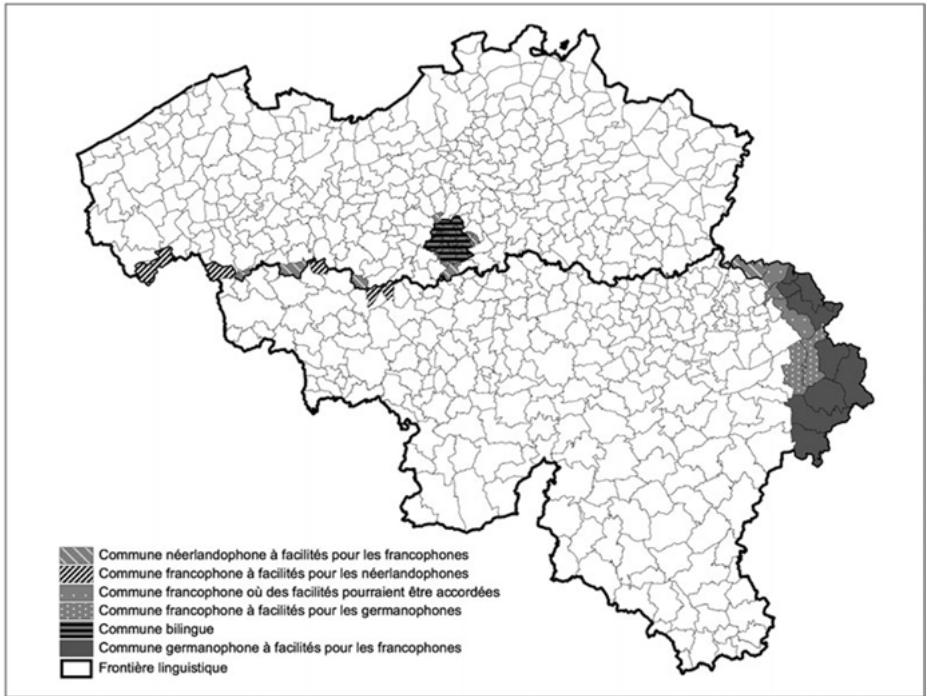 Commune néerlandophone à facilités pour les francophones
Commune francophone à facilités pour les néerlandophones
Commune francophone où des facilités pourraient être accordées
Commune francophone à facilités pour les germanophones
Commune bilingue
Commune germanophone à facilités pour les francophones
Frontière linguistique